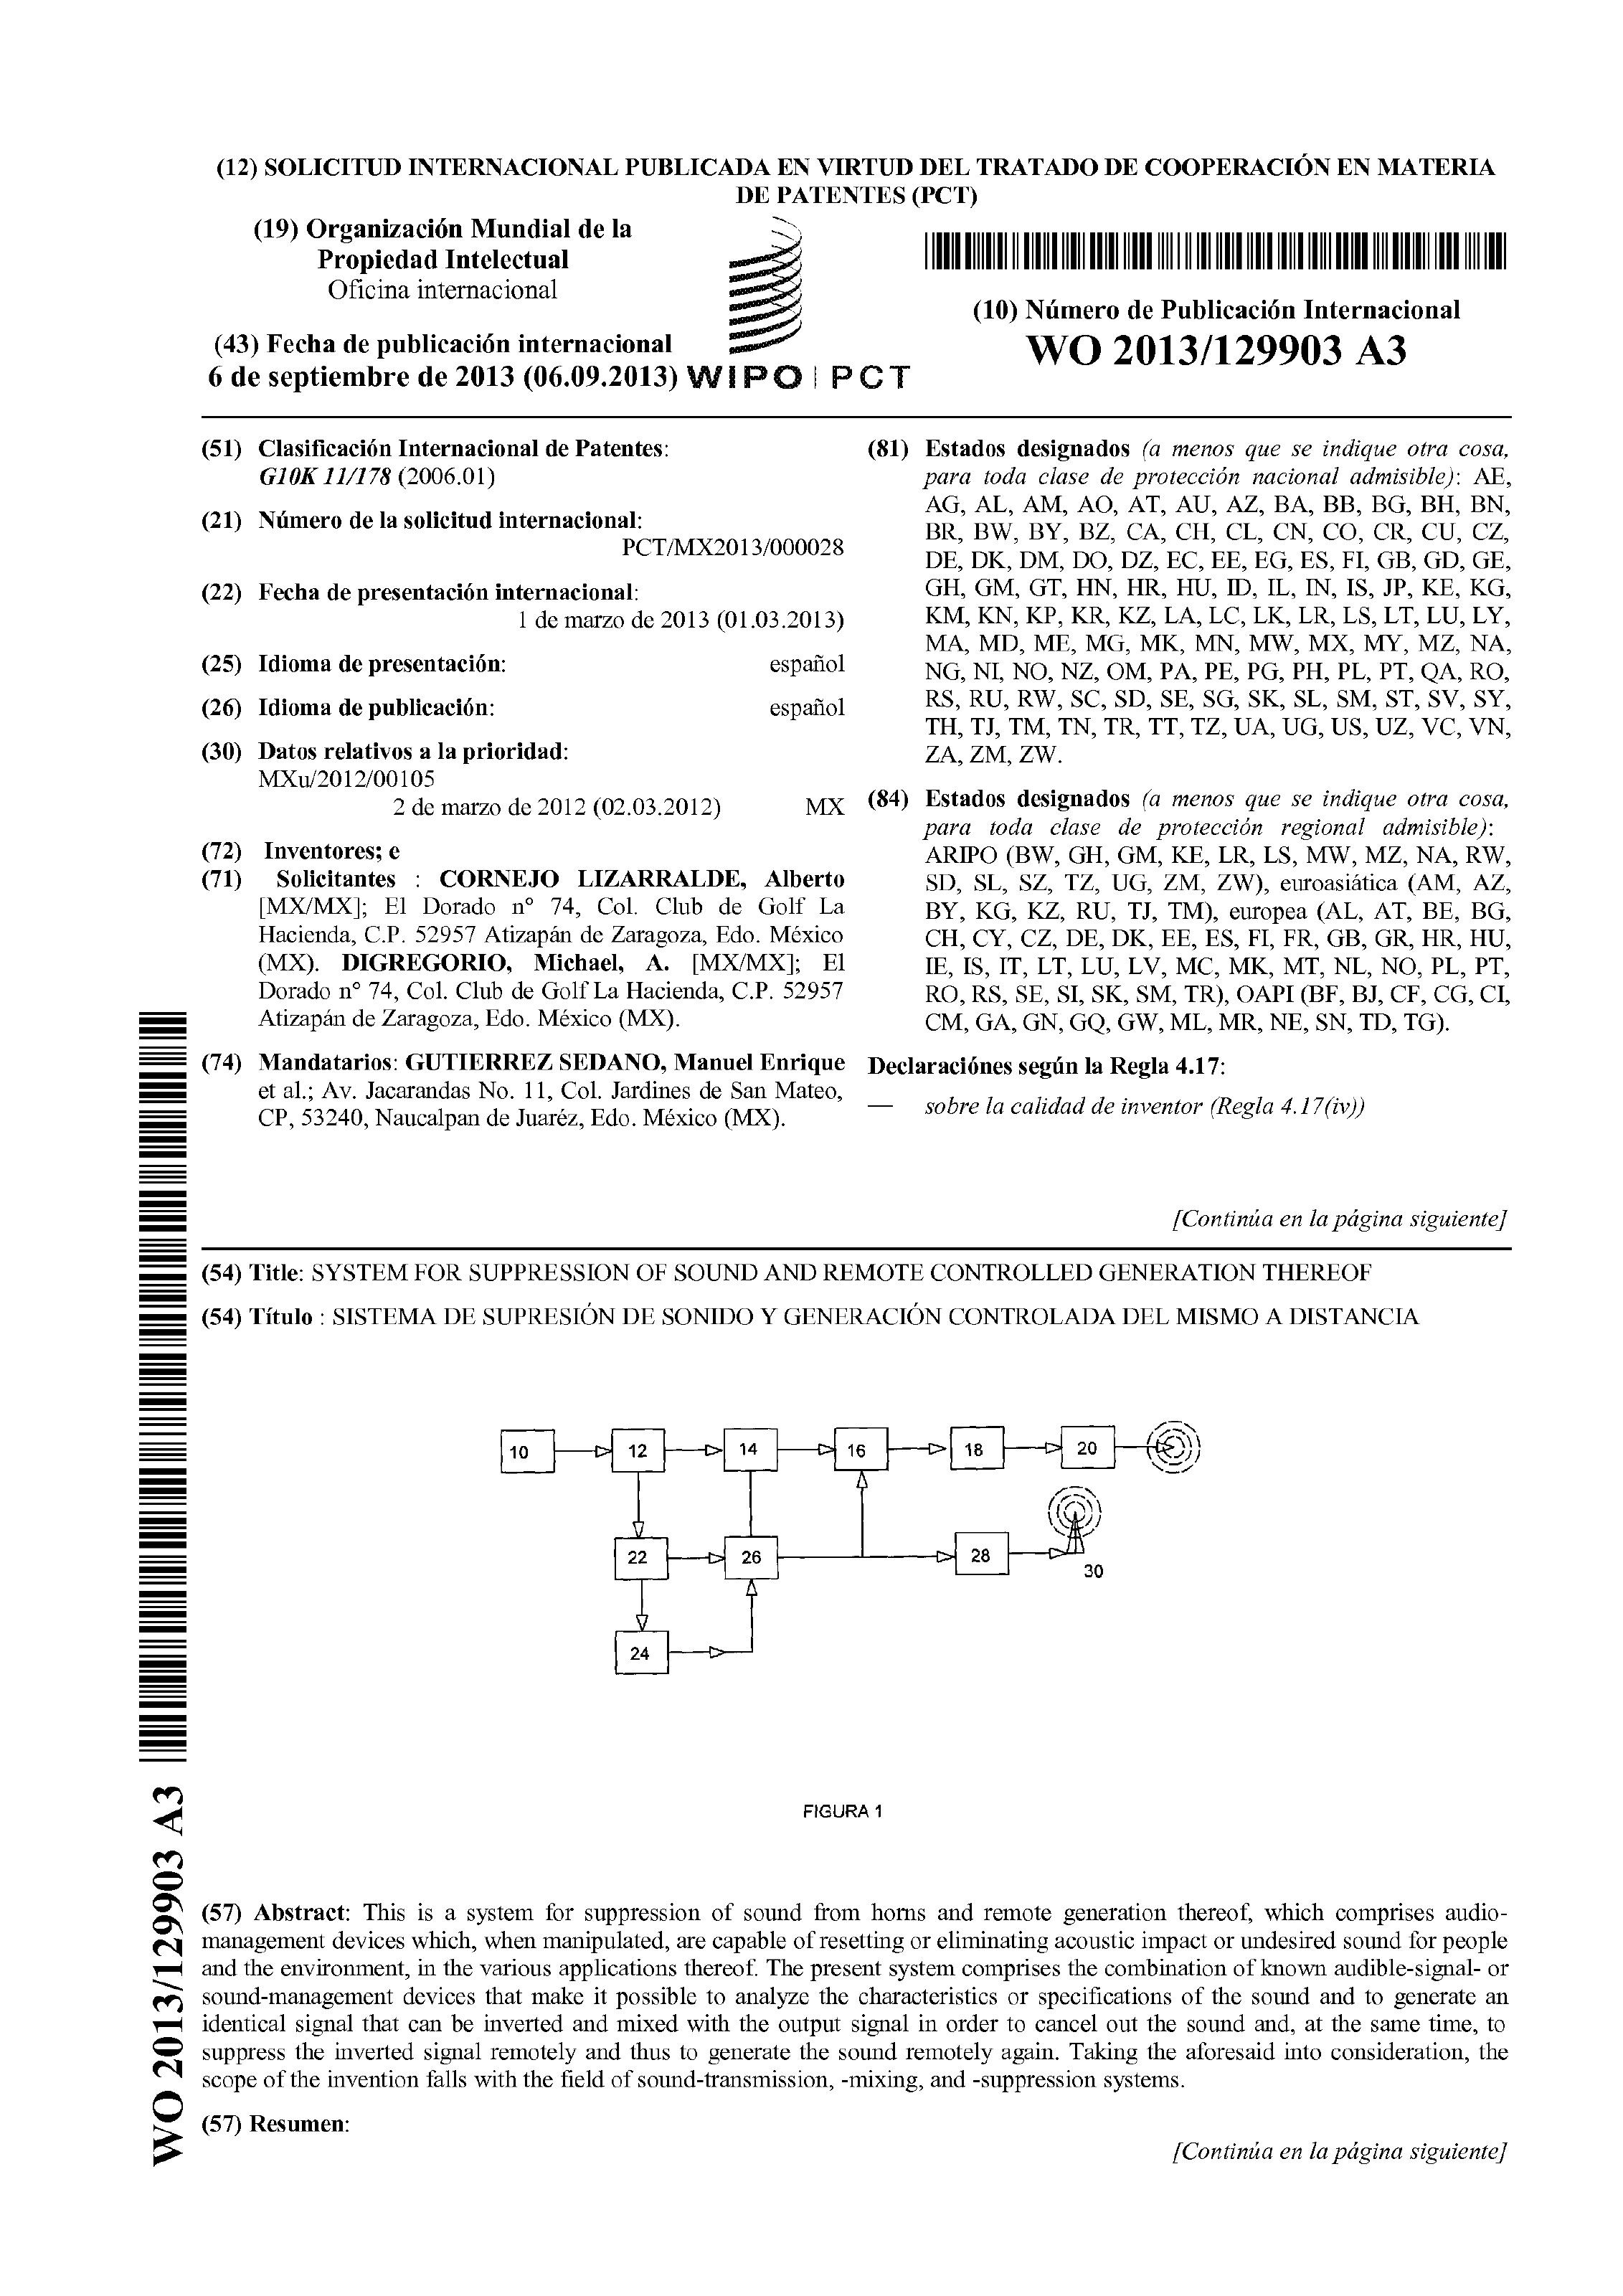 (12) SOLICITUD INTERNACIONAL PUBLICADA EN VIRTUD DEL TRATADO DE COOPERACIÓN EN MATERIA
DE PATENTES (PCT)
(19) Organización Mundial de la
Propiedad Intelectual
Oficina internacional
(43) Fecha de publicación internacional
6 de septiembre de 2013 (06.09.2013)
WIPO | PCT
(10) Número de Publicación Internacional
WO 2013/129903 A3
(51) Clasificación Internacional de Patentes:
G10K 11/178 (2006.01)
(21) Número de la solicitud internacional:
PCT/MX2013/000028
(22) Fecha de presentación internacional:
1 de marzo de 2013 (01.03.2013)
(25) Idioma de presentación: español
(26) Idioma de publicación: español
(30) Datos relativos a la prioridad:
MXu/2012/00105
2 de marzo de 2012 (02.03.2012) MX
(72) Inventores; e
(71) Solicitantes : CORNEJO LIZARRALDE, Alberto
[MX/MX]; El Dorado n° 74, Col. Club de Golf La
Hacienda, C.P. 52957 Atizapán de Zaragoza, Edo. México
(MX). DIGREGORIO, Michael, A. [MX/MX]; El
Dorado n° 74, Col. Club de Golf La Hacienda, C.P. 52957
Atizapán de Zaragoza, Edo. México (MX).
(74) Mandatarios: GUTIERREZ SEDANO, Manuel Enrique
et al.; Av. Jacarandas No. 11, Col. Jardines de San Mateo,
CP, 53240, Naucalpan de Juaréz, Edo. México (MX).
(81) Estados designados (a menos que se indique otra cosa,
para toda clase de protección nacional admisible): AE,
AG, AL, AM, AO, AT, AU, AZ, BA, BB, BG, BH, BN,
BR, BW, BY, BZ, CA, CH, CL, CN, CO, CR, CU, CZ,
DE, DK, DM, DO, DZ, EC, EE, EG, ES, FI, GB, GD, GE,
GH, GM, GT, HN, HR, HU, ID, IL, IN, IS, JP, KE, KG,
KM, KN, KP, KR, KZ, LA, LC, LK, LR, LS, LT, LU, LY,
MA, MD, ME, MG, MK, MN, MW, MX, MY, MZ, NA,
NG, NI, NO, NZ, OM, PA, PE, PG, PH, PL, PT, QA, RO,
RS, RU, RW, SC, SD, SE, SG, SK, SL, SM, ST, SV, SY,
TH, TJ, TM, TN, TR, TT, TZ, UA, UG, US, UZ, VC, VN,
ZA, ZM, ZW.
(84) Estados designados (a menos que se indique otra cosa,
para toda clase de protección regional admisible):
ARIPO (BW, GH, GM, KE, LR, LS, MW, MZ, NA, RW,
SD, SL, SZ, TZ, UG, ZM, ZW), euroasiática (AM, AZ,
BY, KG, KZ, RU, TJ, TM), europea (AL, AT, BE, BG,
CH, CY, CZ, DE, DK, EE, ES, FI, FR, GB, GR, HR, HU,
IE, IS, IT, LT, LU, LV, MC, MK, MT, NL, NO, PL, PT,
RO, RS, SE, SI, SK, SM, TR), OAPI (BF, BJ, CF, CG, CI,
CM, GA, GN, GQ, GW, ML, MR, NE, SN, TD, TG).
Declaraciónes según la Regla 4.17:
— sobre la calidad de inventor (Regla 4.17(iv))
[Continúa en la página siguiente]
(54) Title: SYSTEM FOR SUPPRESSION OF SOUND AND REMOTE CONTROLLED GENERATION THEREOF
(54) Título : SISTEMA DE SUPRESIÓN DE SONIDO Y GENERACIÓN CONTROLADA DEL MISMO A DISTANCIA
10 12 14 16 18 20
22 26 28 30
24
FIGURA 1
(57) Abstract: This is a system for suppression of sound from horns and remote generation thereof, which comprises audio-
management devices which, when manipulated, are capable of resetting or eliminating acoustic impact or undesired sound for people
and the environment, in the various applications thereof. The present system comprises the combination of known audible-signal- or
sound-management devices that make it possible to analyze the characteristics or specifications of the sound and to generate an
identical signal that can be inverted and mixed with the output signal in order to cancel out the sound and, at the same time, to
suppress the inverted signal remotely and thus to generate the sound remotely again. Taking the aforesaid into consideration, the
scope of the invention falls with the field of sound-transmission, -mixing, and -suppression systems.
(57) Resumen:
[Continúa en la página siguiente]
WO 2013/129903 A3